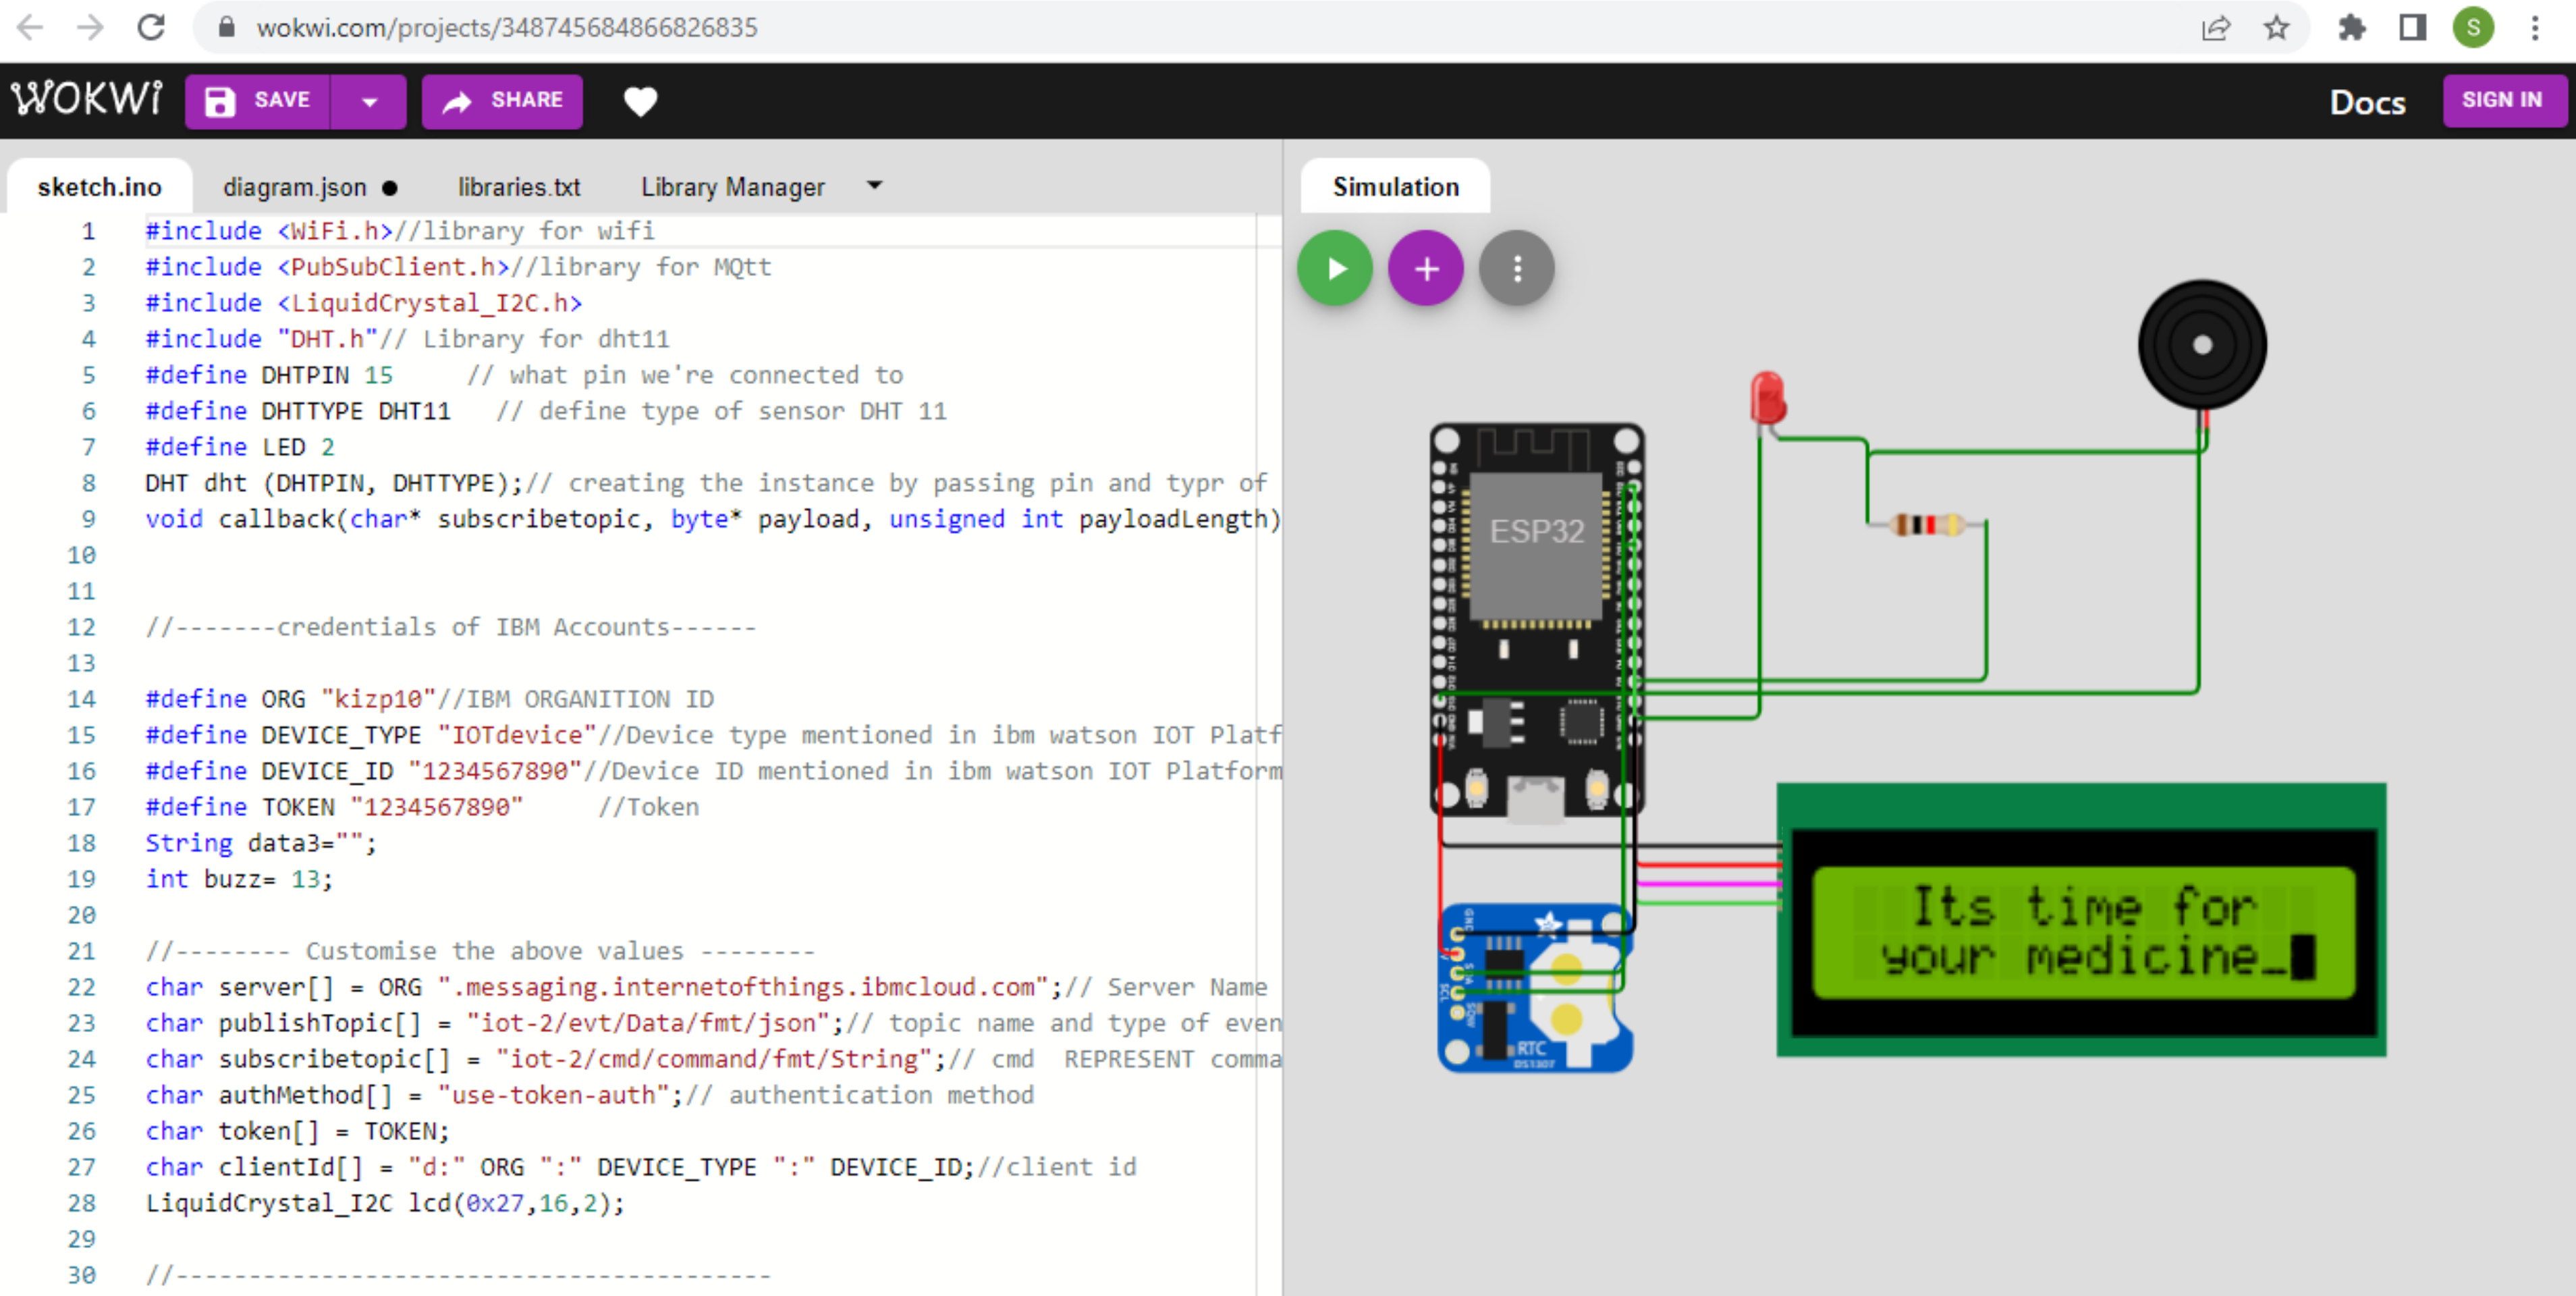 wokwi.com/projects/348745684866826835
S
WOKWi
SAVE
SHARE
Docs
SIGN IN
sketch.ino
diagram.json ●
libraries.txt
Library Manager
Simulation
1 #include <WiFi.h>//library for wifi
2 #include <PubSubClient.h>//library for MQtt
3 #include <LiquidCrystal_I2C.h>
4 #include "DHT.h"// Library for dht11
5 #define DHTPIN 15     // what pin we're connected to
6 #define DHTTYPE DHT11   // define type of sensor DHT 11
7 #define LED 2
8 DHT dht (DHTPIN, DHTTYPE);// creating the instance by passing pin and typr of
9 void callback(char* subscribetopic, byte* payload, unsigned int payloadLength)
10
11
12 //-------credentials of IBM Accounts------
13
14 #define ORG "kizp10"//IBM ORGANITION ID
15 #define DEVICE_TYPE "IOTdevice"//Device type mentioned in ibm watson IOT Platf
16 #define DEVICE_ID "1234567890"//Device ID mentioned in ibm watson IOT Platform
17 #define TOKEN "1234567890"     //Token
18 String data3="";
19 int buzz= 13;
20
21 //-------- Customise the above values --------
22 char server[] = ORG ".messaging.internetofthings.ibmcloud.com";// Server Name
23 char publishTopic[] = "iot-2/evt/Data/fmt/json";// topic name and type of even
24 char subscribetopic[] = "iot-2/cmd/command/fmt/String";// cmd  REPRESENT comma
25 char authMethod[] = "use-token-auth";// authentication method
26 char token[] = TOKEN;
27 char clientId[] = "d:" ORG ":" DEVICE_TYPE ":" DEVICE_ID;//client id
28 LiquidCrystal_I2C lcd(0x27,16,2);
29
30 //-----------------------------------------
ESP32
GND
SDA
SCL
SQW
RTC
DS1307
Its time for
your medicine_